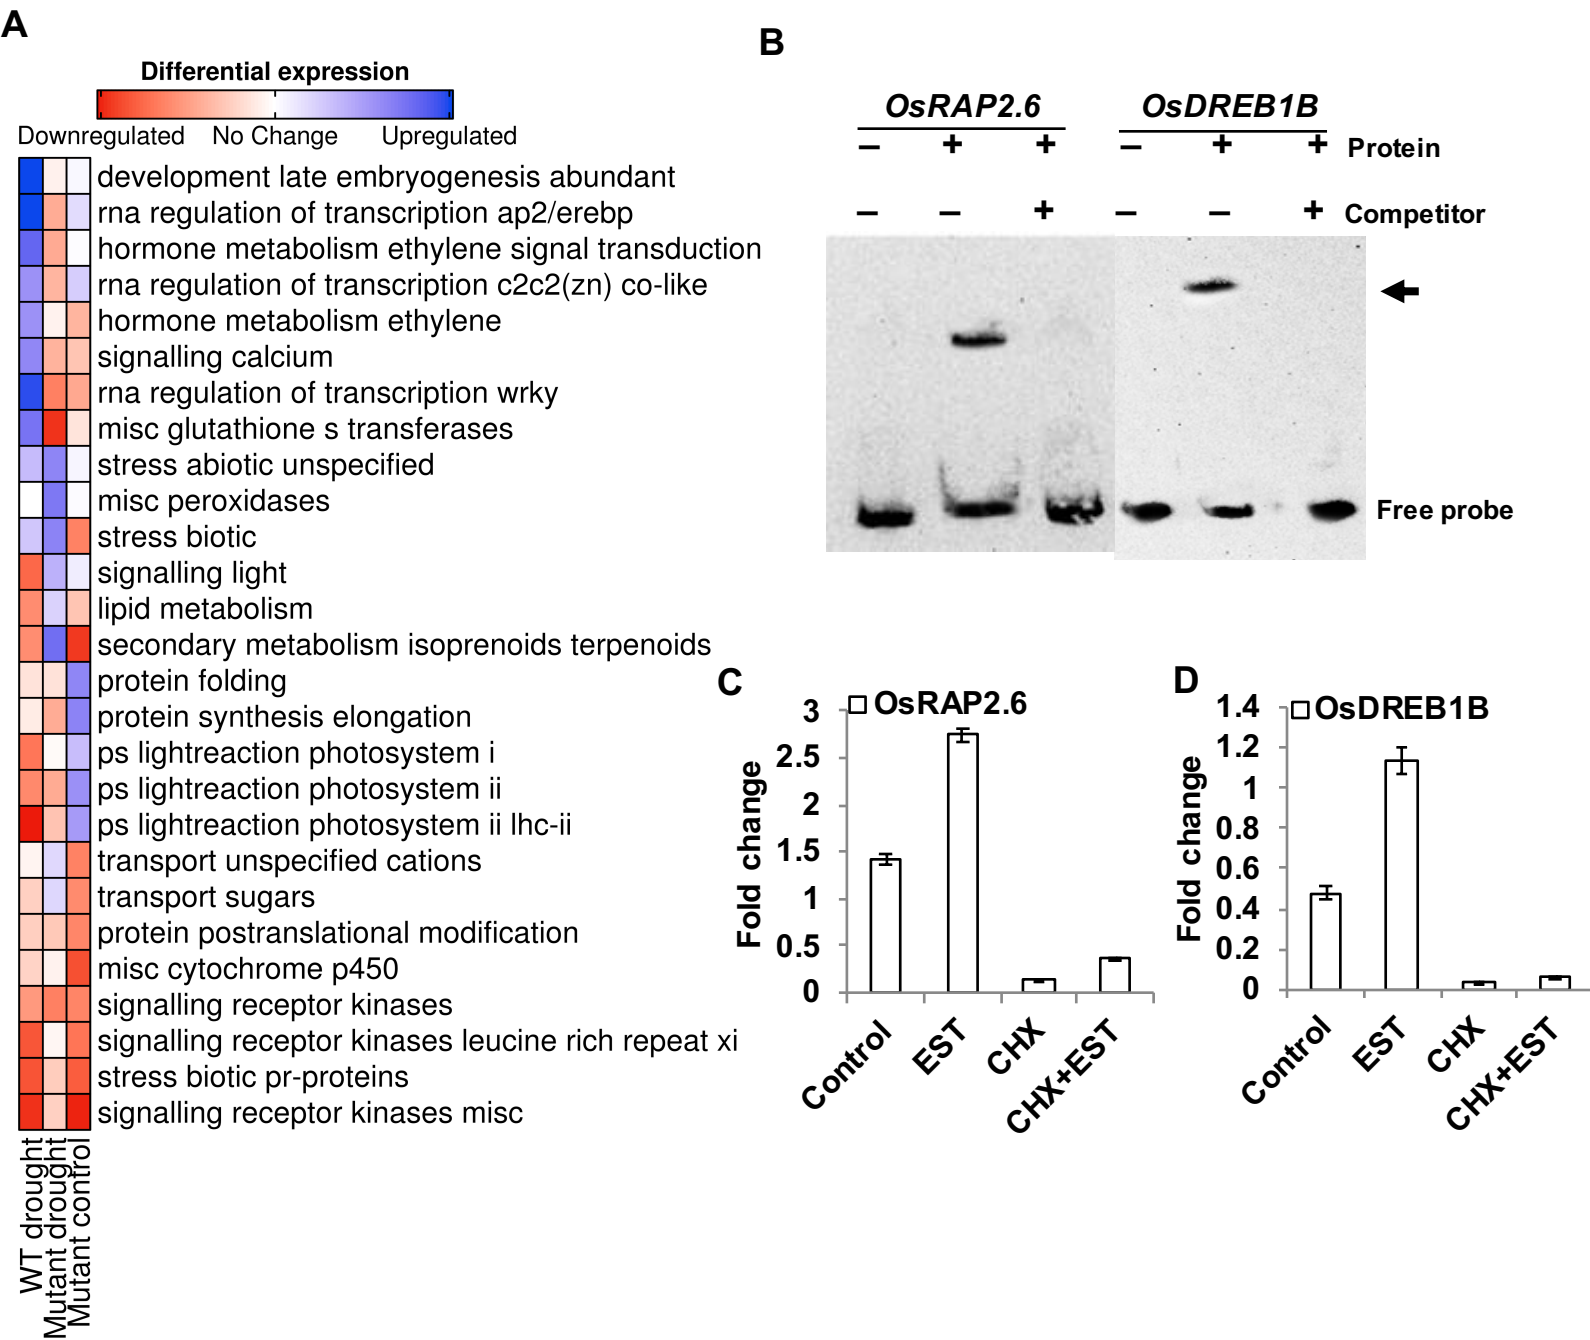 A
Differential expression
Downregulated No Change Upregulated
development late embryogenesis abundant
rna regulation of transcription ap2/erebp
hormone metabolism ethylene signal transduction
rna regulation of transcription c2c2(zn) co-like
hormone metabolism ethylene
signalling calcium
rna regulation of transcription wrky
misc glutathione s transferases
stress abiotic unspecified
misc peroxidases
stress biotic
signalling light
lipid metabolism
secondary metabolism isoprenoids terpenoids
protein folding
protein synthesis elongation
ps lightreaction photosystem i
ps lightreaction photosystem ii
ps lightreaction photosystem ii lhc-ii
transport unspecified cations
transport sugars
protein postranslational modification
misc cytochrome p450
signalling receptor kinases
signalling receptor kinases leucine rich repeat xi
stress biotic pr-proteins
signalling receptor kinases misc
WT drought
Mutant drought
Mutant control
B
OsRAP2.6 OsDREB1B
− + + − + + Protein
− − + − − + Competitor
Free probe
C
OsRAP2.6
Fold change
3
2.5
2
1.5
1
0.5
0
Control
EST
CHX
CHX+EST
D
OsDREB1B
Fold change
1.4
1.2
1
0.8
0.6
0.4
0.2
0
Control
EST
CHX
CHX+EST